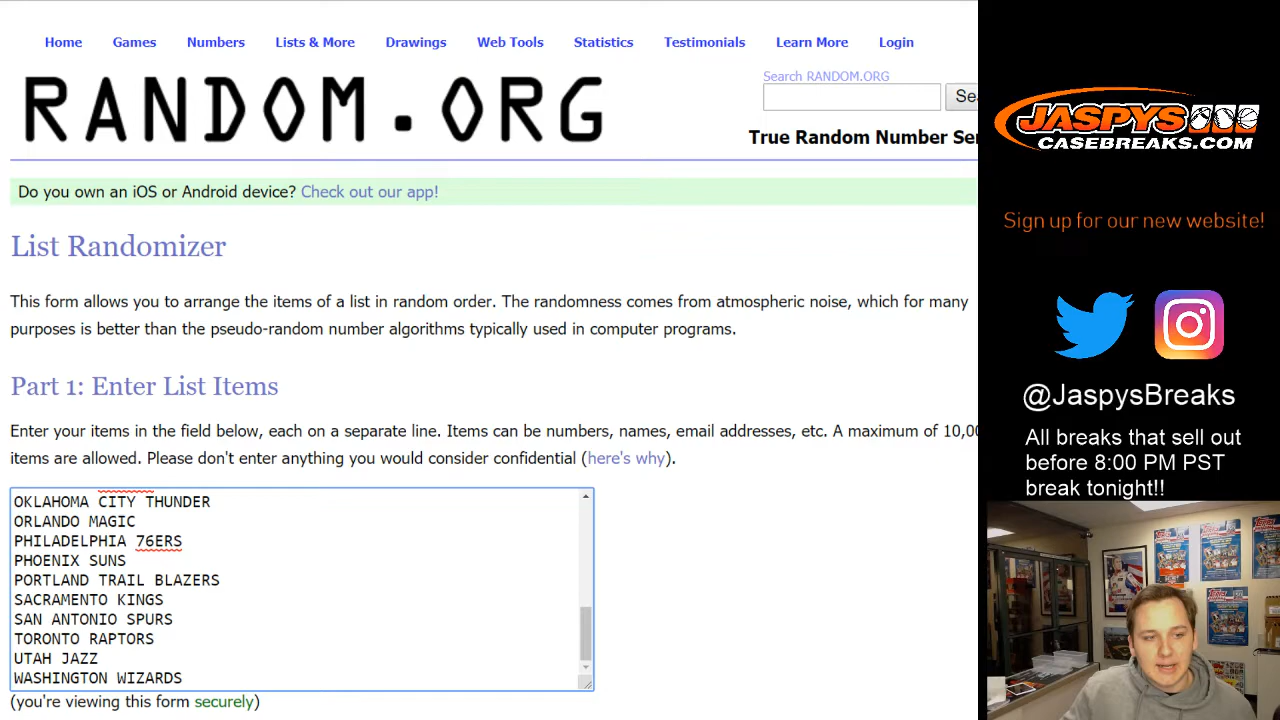 Home Games Numbers Lists & More Drawings Web Tools Statistics Testimonials Learn More Login
RANDOM.ORG
Search RANDOM.ORG
Sea
True Random Number Ser
Do you own an iOS or Android device? Check out our app!
List Randomizer
This form allows you to arrange the items of a list in random order. The randomness comes from atmospheric noise, which for many
purposes is better than the pseudo-random number algorithms typically used in computer programs.
Part 1: Enter List Items
Enter your items in the field below, each on a separate line. Items can be numbers, names, email addresses, etc. A maximum of 10,00
items are allowed. Please don't enter anything you would consider confidential (here's why).
OKLAHOMA CITY THUNDER
ORLANDO MAGIC
PHILADELPHIA 76ERS
PHOENIX SUNS
PORTLAND TRAIL BLAZERS
SACRAMENTO KINGS
SAN ANTONIO SPURS
TORONTO RAPTORS
UTAH JAZZ
WASHINGTON WIZARDS
(you're viewing this form securely)
JASPYS
CASEBREAKS.COM
Sign up for our new website!
@JaspysBreaks
All breaks that sell out
before 8:00 PM PST
break tonight!!